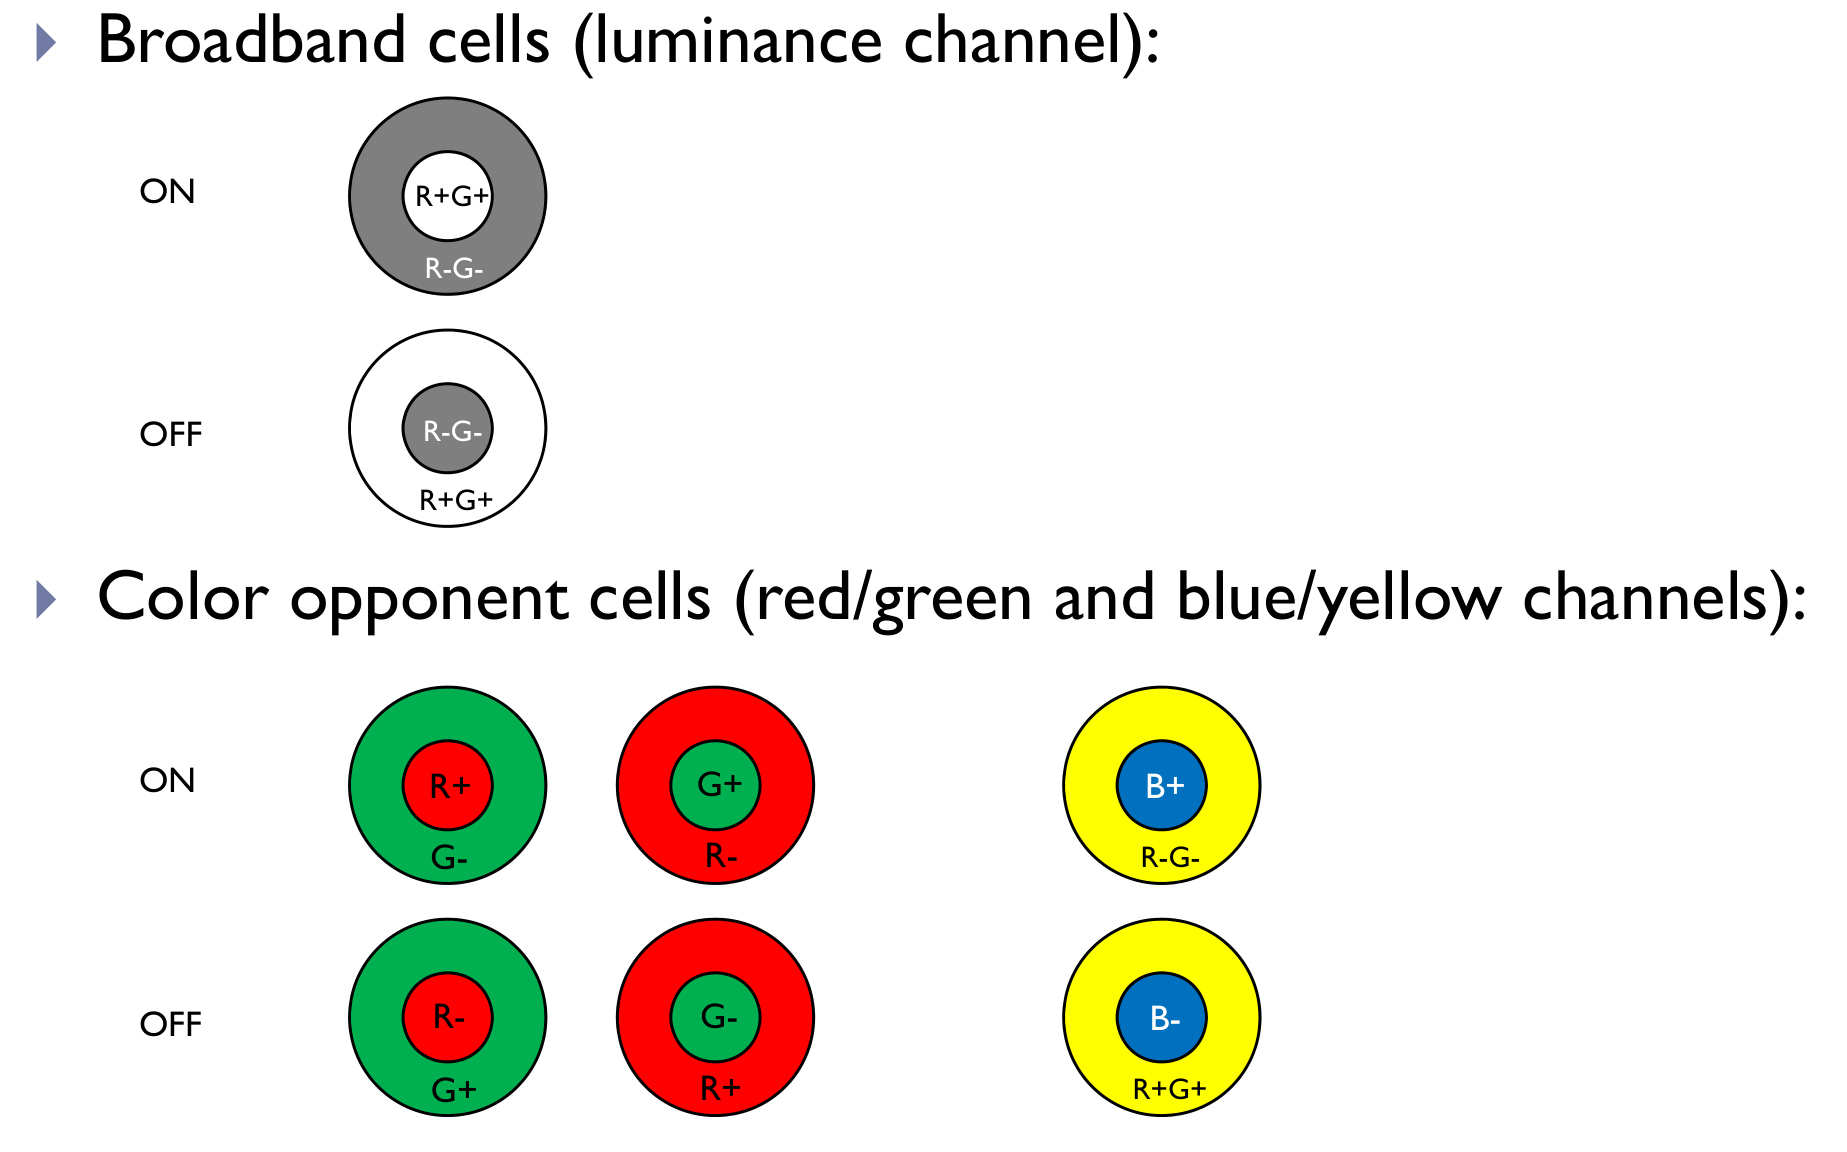 Broadband cells (luminance channel):
ON
R+G+
R-G-
OFF
R-G-
R+G+
Color opponent cells (red/green and blue/yellow channels):
ON
R+ G+ B+
G- R- R-G-
OFF
R- G- B-
G+ R+ R+G+